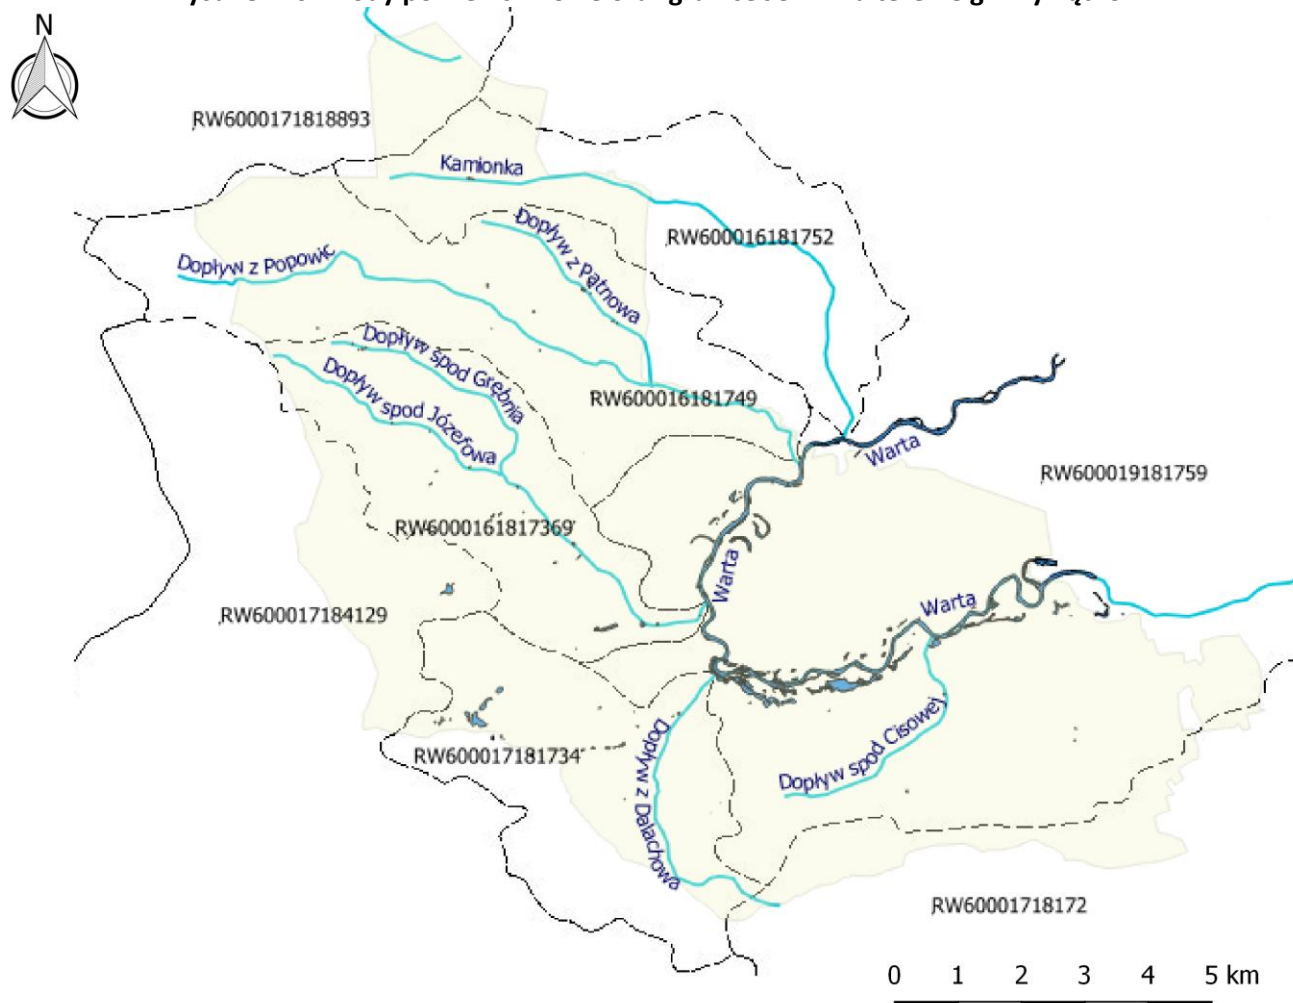 N
RW6000171818893
Kamionka
RW600016181752
Dopływ z Pątnowa
Dopływ z Popowic
Dopływ spod Grębnia
Dopływ spod Józefowa
RW600016181749
Warta
RW600019181759
RW6000161817369
Warta
RW600017184129
Warta
RW600017181734
Dopływ z Dalachowa
Dopływ spod Cisowej
RW60001718172
0 1 2 3 4 5 km